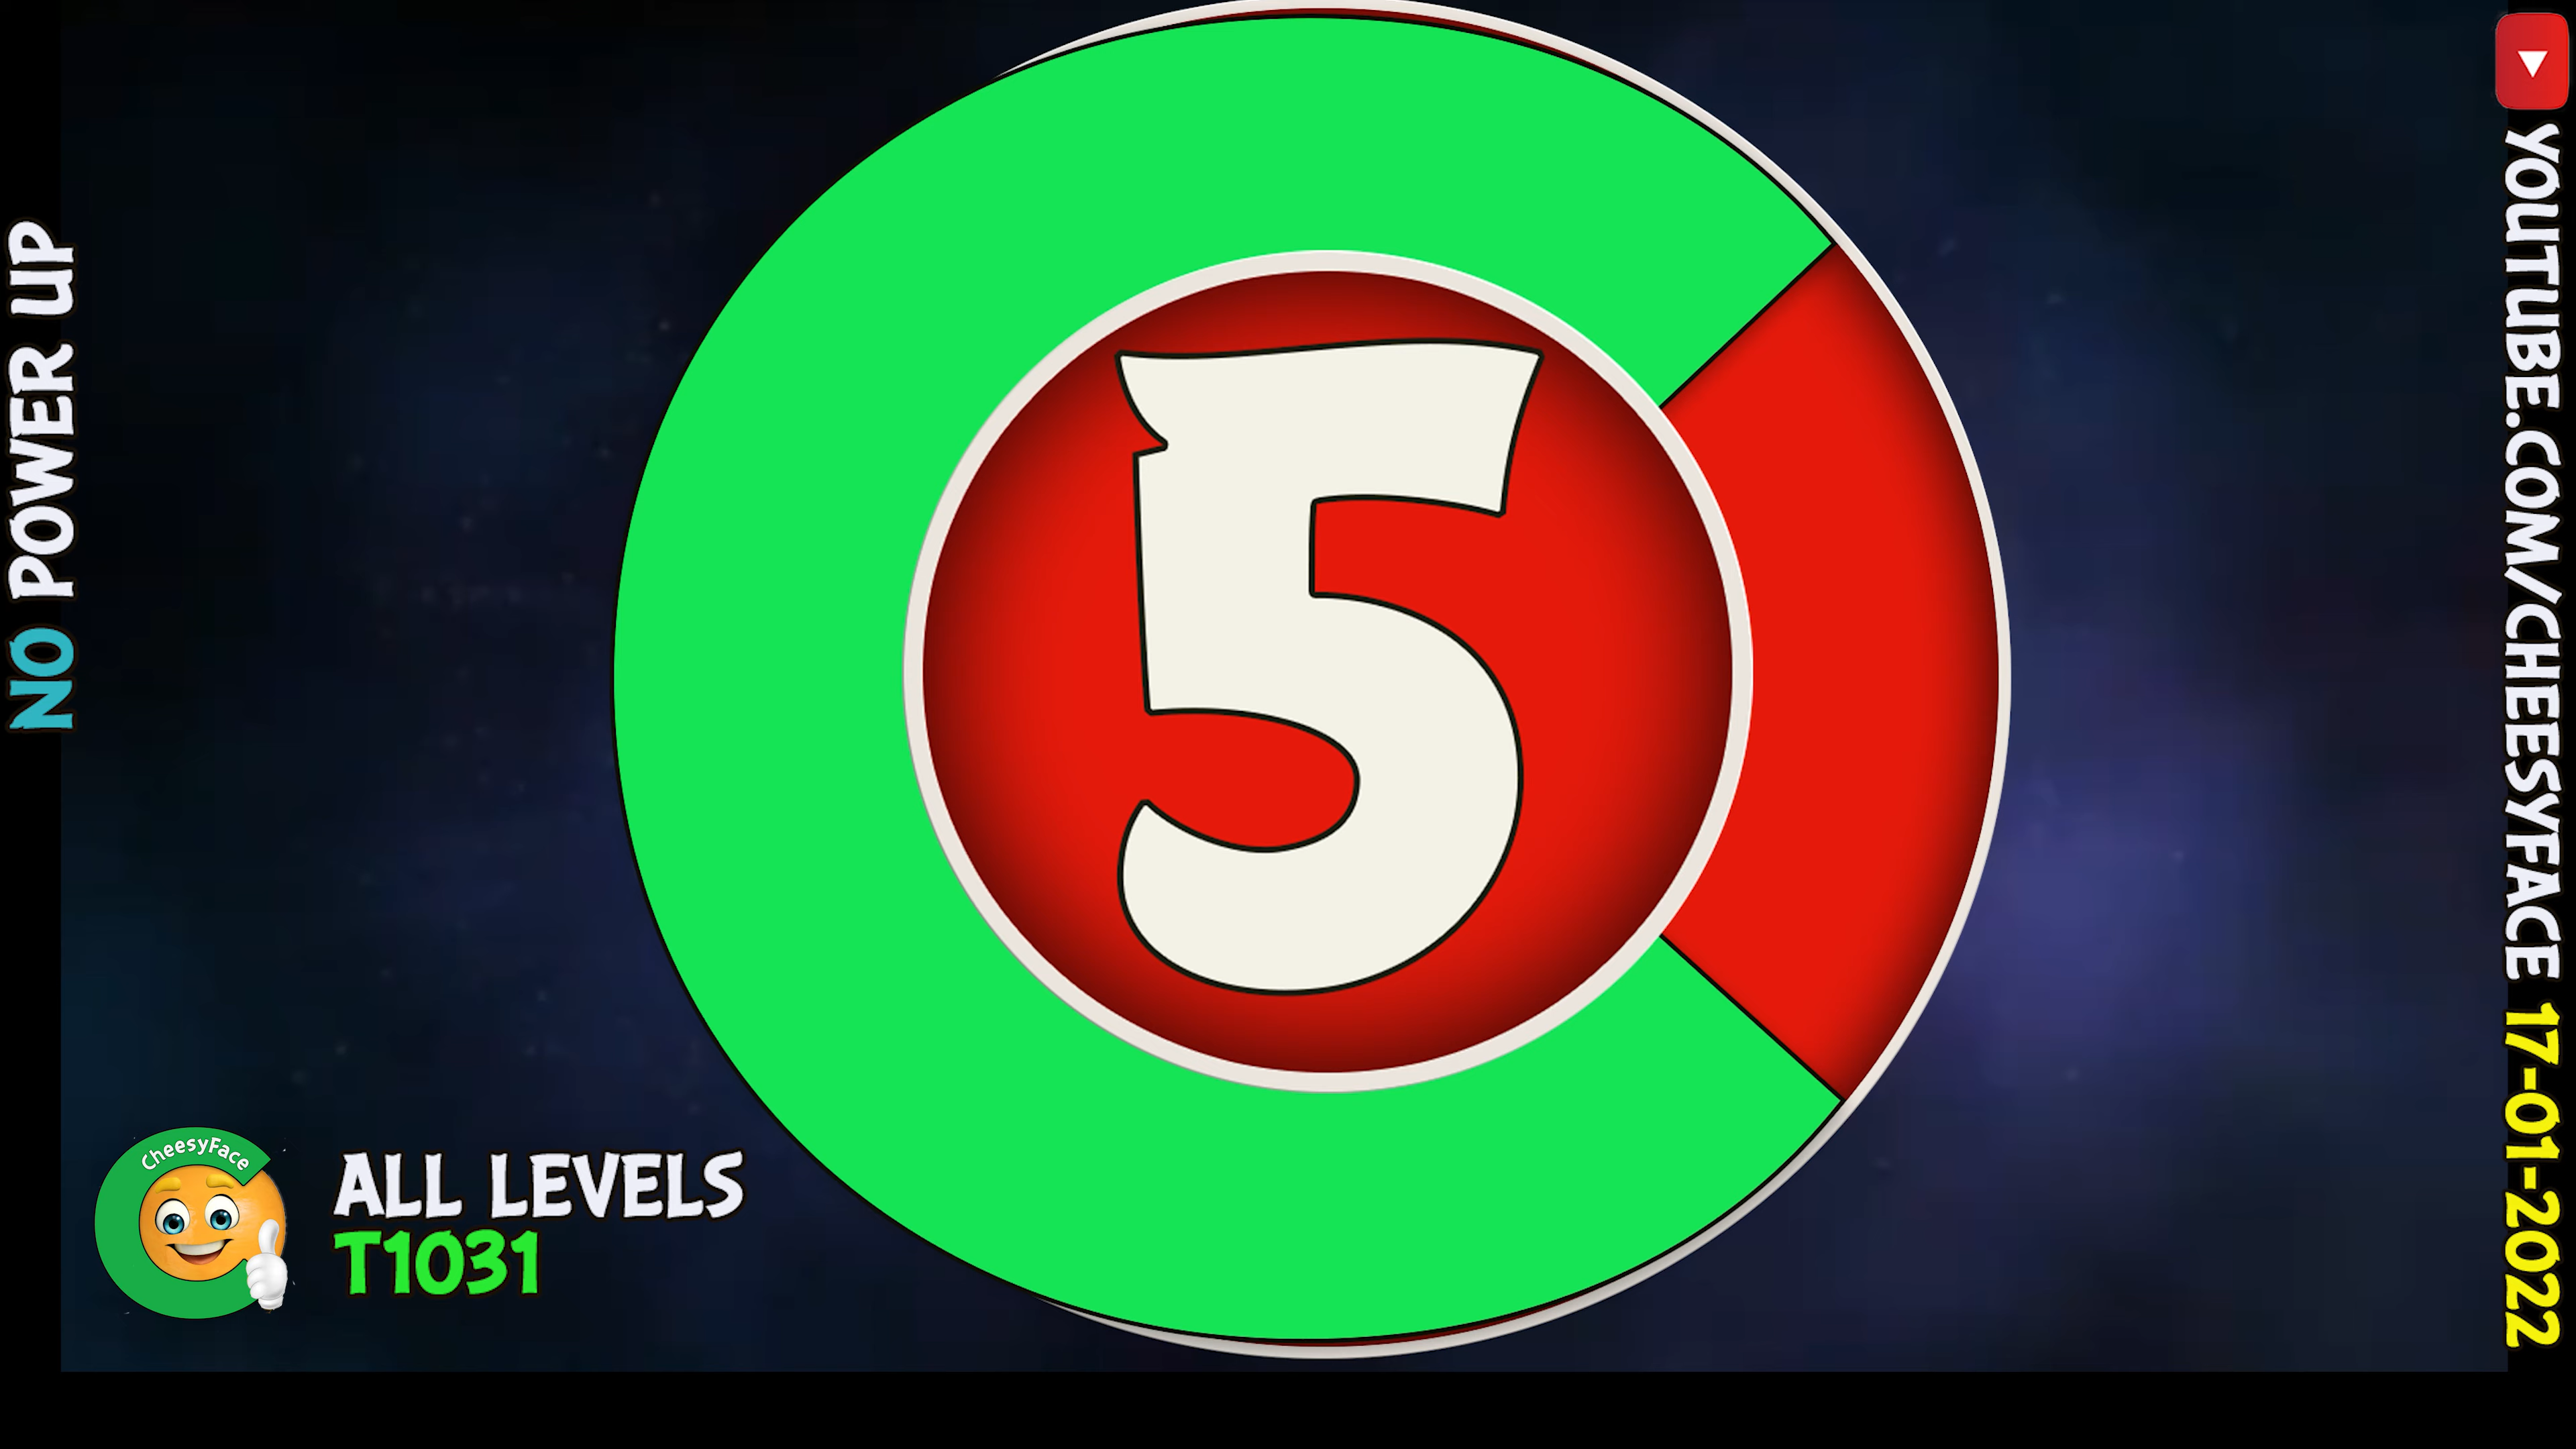 NO POWER UP
5
CheesyFace
ALL LEVELS
T1031
YOUTUBE.COM/CHEESYFACE 17-01-2022